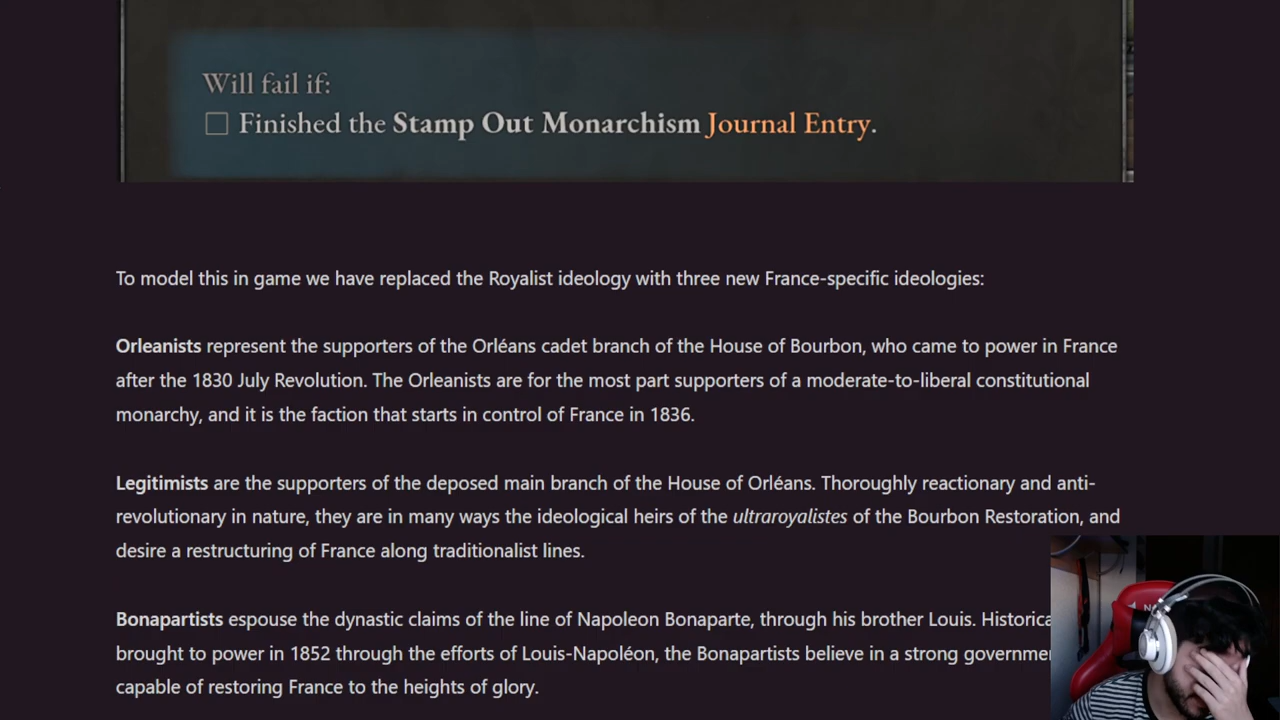 Will fail if:
Finished the Stamp Out Monarchism Journal Entry.
To model this in game we have replaced the Royalist ideology with three new France-specific ideologies:
Orleanists represent the supporters of the Orléans cadet branch of the House of Bourbon, who came to power in France
after the 1830 July Revolution. The Orleanists are for the most part supporters of a moderate-to-liberal constitutional
monarchy, and it is the faction that starts in control of France in 1836.
Legitimists are the supporters of the deposed main branch of the House of Orléans. Thoroughly reactionary and anti-
revolutionary in nature, they are in many ways the ideological heirs of the ultraroyalistes of the Bourbon Restoration, and
desire a restructuring of France along traditionalist lines.
Bonapartists espouse the dynastic claims of the line of Napoleon Bonaparte, through his brother Louis.
brought to power in 1852 through the efforts of Louis-Napoléon, the Bonapartists believe in a strong
capable of restoring France to the heights of glory.